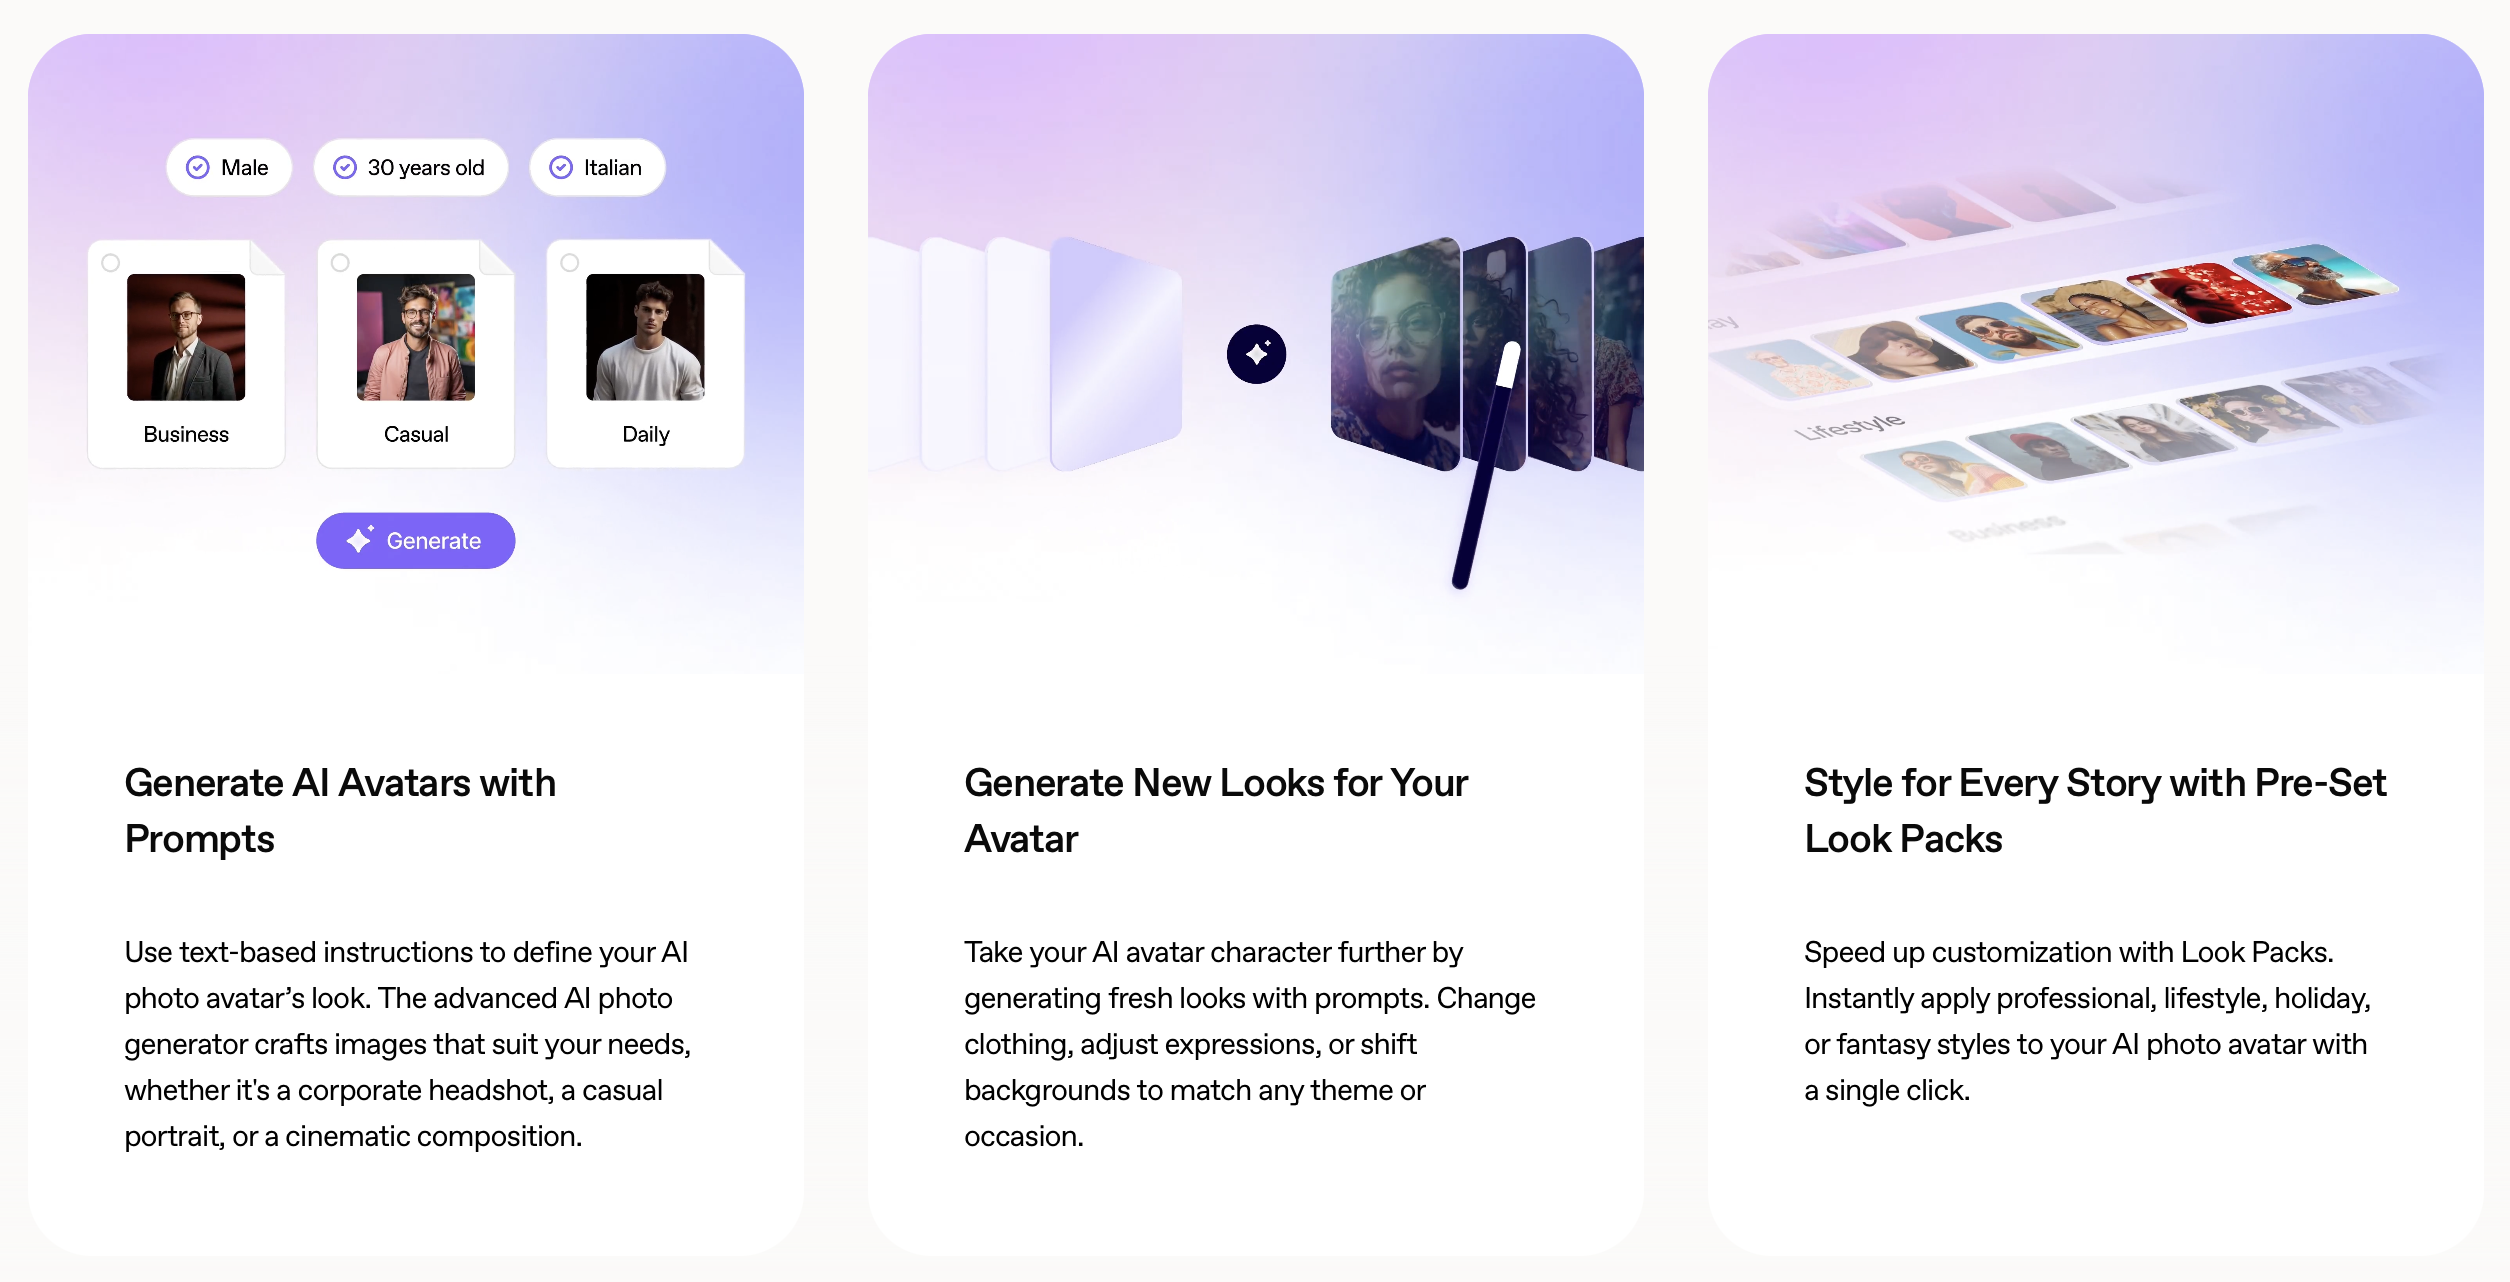 Male
30 years old
Italian
Business
Casual
Daily
Generate
Generate AI Avatars with
Prompts
Use text-based instructions to define your AI
photo avatar’s look. The advanced AI photo
generator crafts images that suit your needs,
whether it's a corporate headshot, a casual
portrait, or a cinematic composition.
Generate New Looks for Your
Avatar
Take your AI avatar character further by
generating fresh looks with prompts. Change
clothing, adjust expressions, or shift
backgrounds to match any theme or
occasion.
Lifestyle
Business
Style for Every Story with Pre-Set
Look Packs
Speed up customization with Look Packs.
Instantly apply professional, lifestyle, holiday,
or fantasy styles to your AI photo avatar with
a single click.